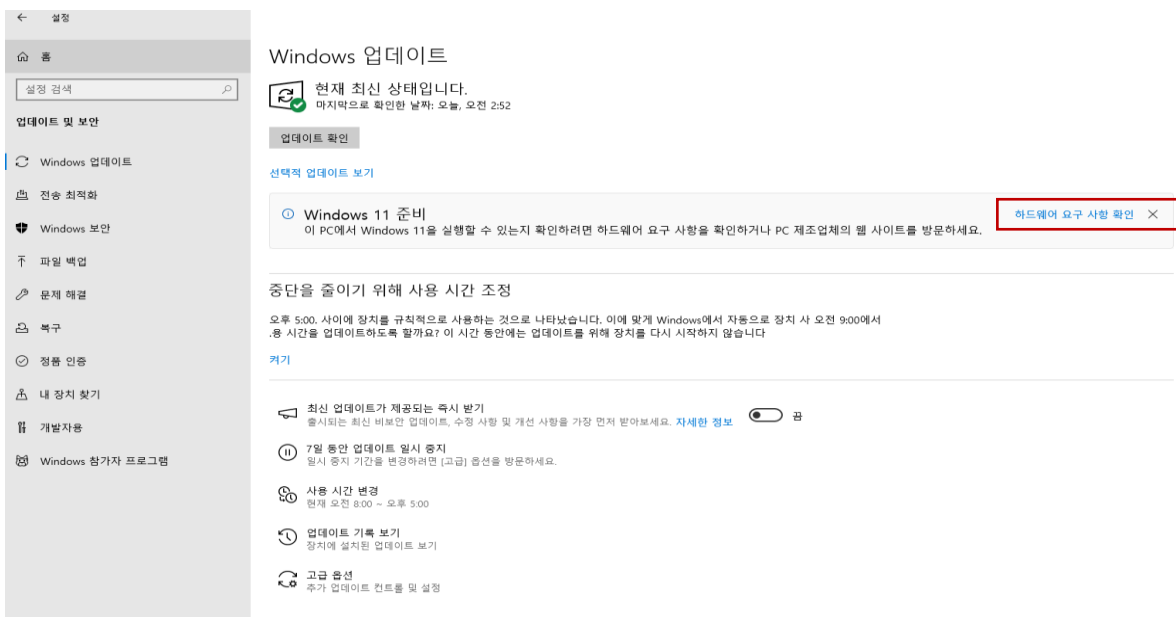 설정
홈
설정 검색
업데이트 및 보안
Windows 업데이트
전송 최적화
Windows 보안
파일 백업
문제 해결
복구
정품 인증
내 장치 찾기
개발자용
Windows 참가자 프로그램
Windows 업데이트
현재 최신 상태입니다.
마지막으로 확인한 날짜: 오늘, 오전 2:52
업데이트 확인
선택적 업데이트 보기
Windows 11 준비
이 PC에서 Windows 11을 실행할 수 있는지 확인하려면 하드웨어 요구 사항을 확인하거나 PC 제조업체의 웹 사이트를 방문하세요.
하드웨어 요구 사항 확인
중단을 줄이기 위해 사용 시간 조정
오후 5:00. 사이에 장치를 규칙적으로 사용하는 것으로 나타났습니다. 이에 맞게 Windows에서 자동으로 장치 사 오전 9:00에서
.용 시간을 업데이트하도록 할까요? 이 시간 동안에는 업데이트를 위해 장치를 다시 시작하지 않습니다
켜기
최신 업데이트가 제공되는 즉시 받기
출시되는 최신 비보안 업데이트, 수정 사항 및 개선 사항을 가장 먼저 받아보세요. 자세한 정보
끔
7일 동안 업데이트 일시 중지
일시 중지 기간을 변경하려면 [고급] 옵션을 방문하세요.
사용 시간 변경
현재 오전 8:00 ~ 오후 5:00
업데이트 기록 보기
장치에 설치된 업데이트 보기
고급 옵션
추가 업데이트 컨트롤 및 설정